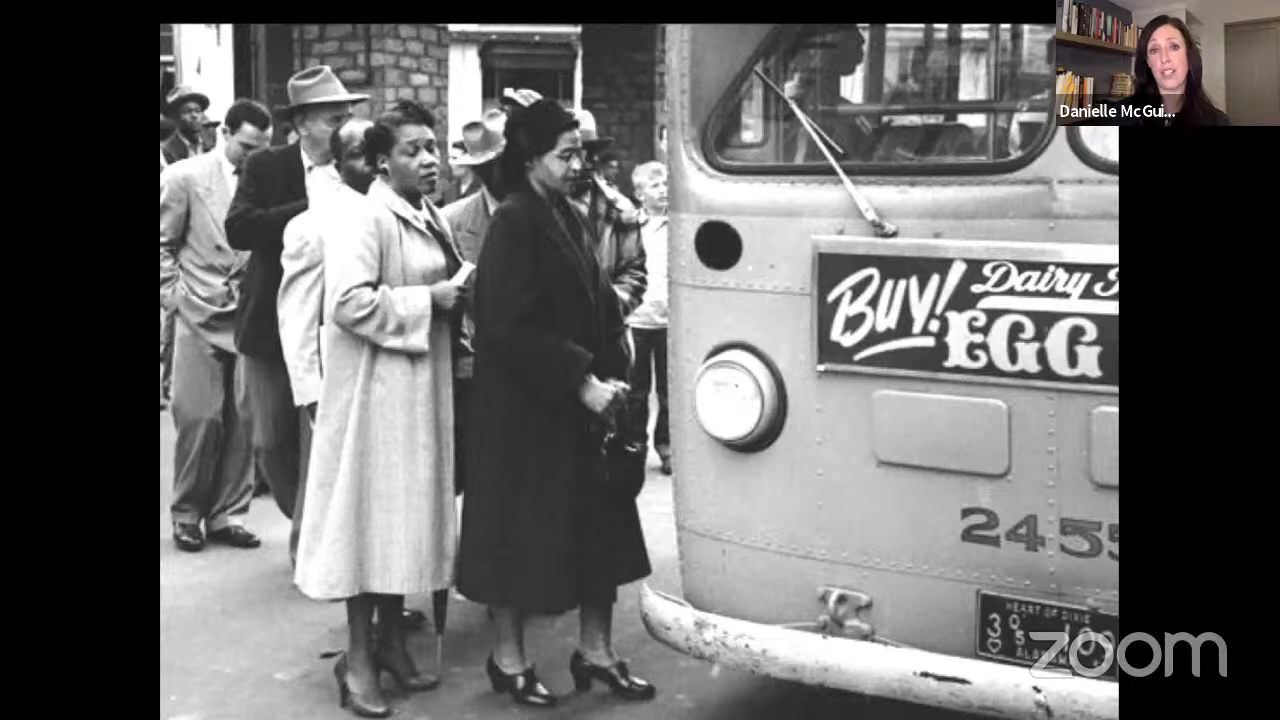 Danielle McGui...
BUY! Dairy
EGG
2455
HEART OF DIXIE
zoom